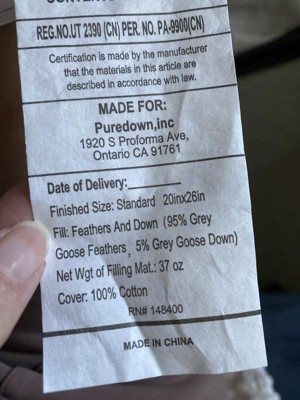 REG.NO.UT 2390 (CN) PER. NO. PA-9900(CN)
Certification is made by the manufacturer
that the materials in this article are
described in accordance with law.
MADE FOR:
Puredown,inc
1920 S Proforma Ave,
Ontario CA 91761
Date of Delivery:________
Finished Size: Standard 20inx26in
Fill: Feathers And Down (95% Grey
Goose Feathers, 5% Grey Goose Down)
Net Wgt of Filling Mat.: 37 oz
Cover: 100% Cotton
RN# 148400
MADE IN CHINA